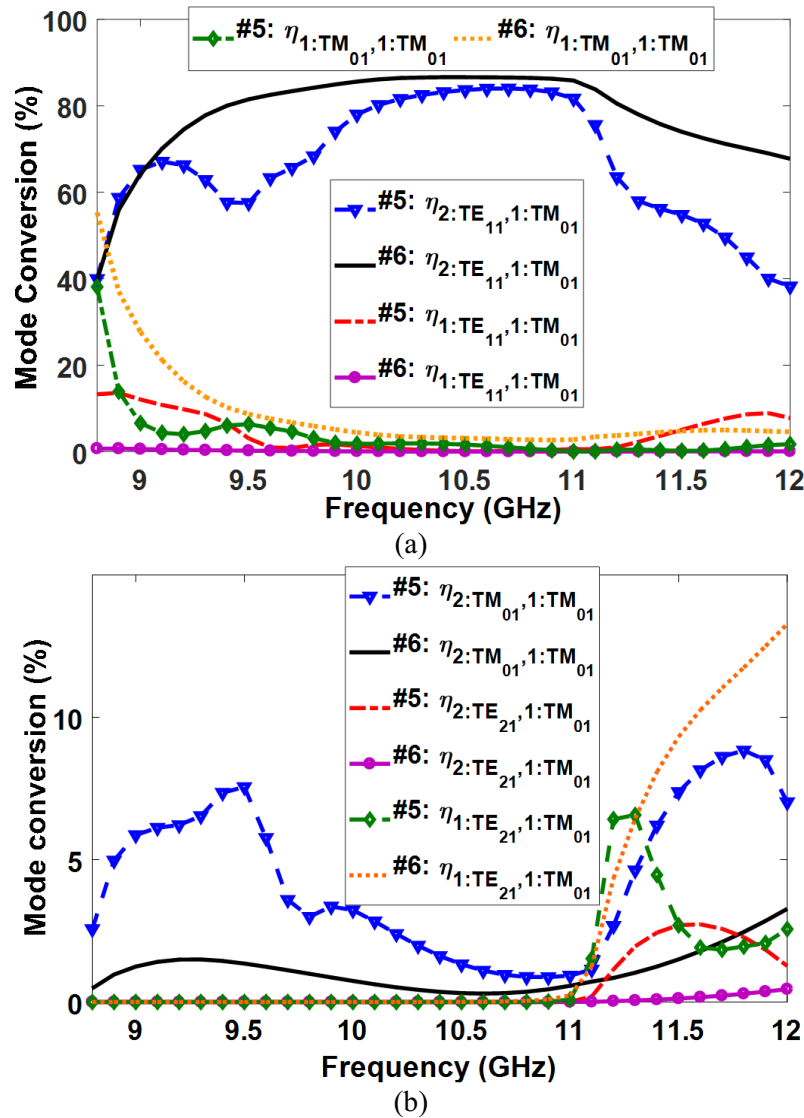 #5: η1:TM01,1:TM01 #6: η1:TM01,1:TM01
100
80
60
40
20
0
Mode Conversion (%)
#5: η2:TE11,1:TM01
#6: η2:TE11,1:TM01
#5: η1:TE11,1:TM01
#6: η1:TE11,1:TM01
9 9.5 10 10.5 11 11.5 12
Frequency (GHz)
(a)
#5: η2:TM01,1:TM01
#6: η2:TM01,1:TM01
#5: η2:TE21,1:TM01
#6: η2:TE21,1:TM01
#5: η1:TE21,1:TM01
#6: η1:TE21,1:TM01
10
5
0
Mode conversion (%)
9 9.5 10 10.5 11 11.5 12
Frequency (GHz)
(b)